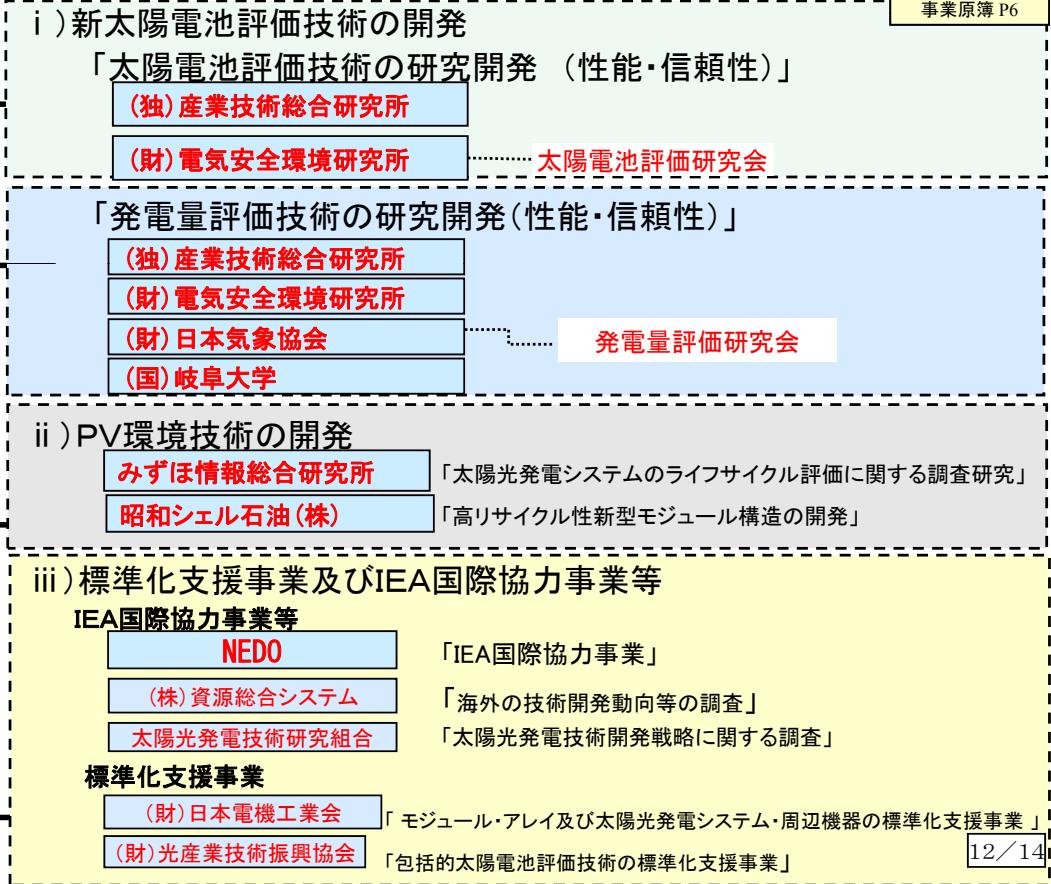 事業原簿 P6
ⅰ)新太陽電池評価技術の開発
「太陽電池評価技術の研究開発 (性能・信頼性)」
(独)産業技術総合研究所
(財)電気安全環境研究所
太陽電池評価研究会
「発電量評価技術の研究開発(性能・信頼性)」
(独)産業技術総合研究所
(財)電気安全環境研究所
(財)日本気象協会
発電量評価研究会
(国)岐阜大学
ⅱ)PV環境技術の開発
みずほ情報総合研究所 「太陽光発電システムのライフサイクル評価に関する調査研究」
昭和シェル石油(株) 「高リサイクル性新型モジュール構造の開発」
ⅲ)標準化支援事業及びIEA国際協力事業等
IEA国際協力事業等
NEDO 「IEA国際協力事業」
(株)資源総合システム 「海外の技術開発動向等の調査」
太陽光発電技術研究組合 「太陽光発電技術開発戦略に関する調査」
標準化支援事業
(財)日本電機工業会 「モジュール・アレイ及び太陽光発電システム・周辺機器の標準化支援事業 」
(財)光産業技術振興協会 「包括的太陽電池評価技術の標準化支援事業」
12/14